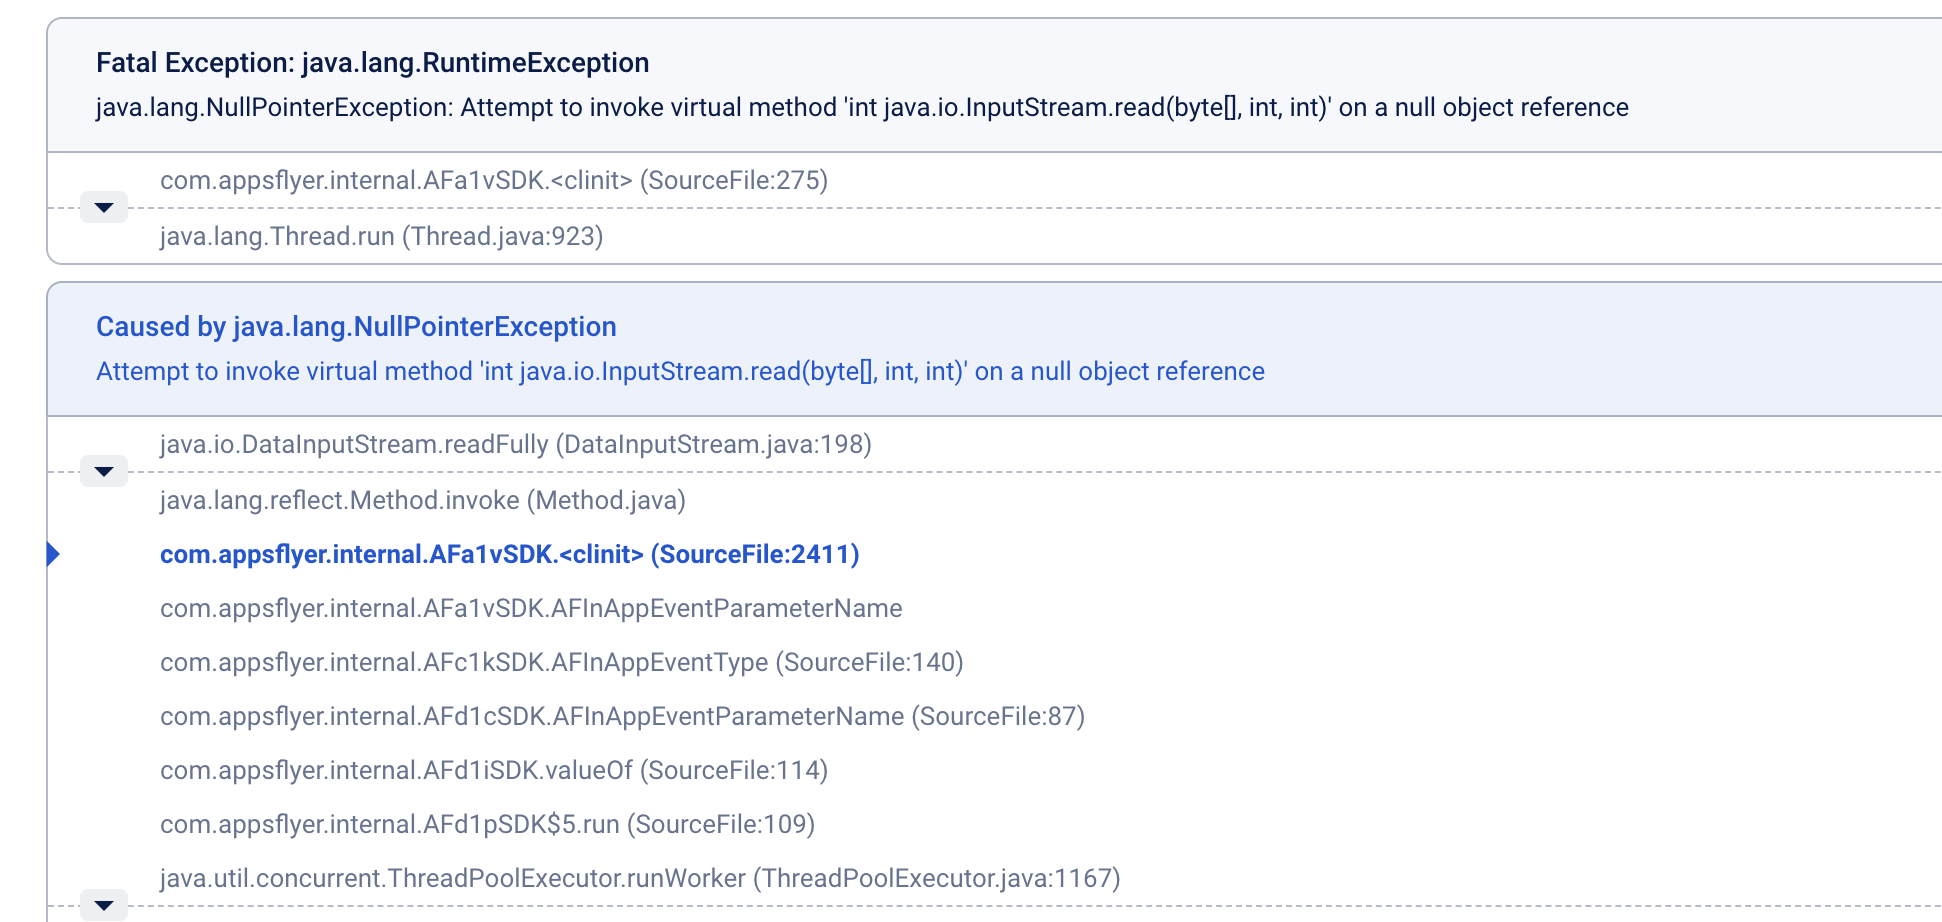 Fatal Exception: java.lang.RuntimeException
java.lang.NullPointerException: Attempt to invoke virtual method 'int java.io.InputStream.read(byte[], int, int)' on a null object reference
com.appsflyer.internal.AFa1vSDK.<clinit> (SourceFile:275)
java.lang.Thread.run (Thread.java:923)
Caused by java.lang.NullPointerException
Attempt to invoke virtual method 'int java.io.InputStream.read(byte[], int, int)' on a null object reference
java.io.DataInputStream.readFully (DataInputStream.java:198)
java.lang.reflect.Method.invoke (Method.java)
com.appsflyer.internal.AFa1vSDK.<clinit> (SourceFile:2411)
com.appsflyer.internal.AFa1vSDK.AFInAppEventParameterName
com.appsflyer.internal.AFc1kSDK.AFInAppEventType (SourceFile:140)
com.appsflyer.internal.AFd1cSDK.AFInAppEventParameterName (SourceFile:87)
com.appsflyer.internal.AFd1iSDK.valueOf (SourceFile:114)
com.appsflyer.internal.AFd1pSDK$5.run (SourceFile:109)
java.util.concurrent.ThreadPoolExecutor.runWorker (ThreadPoolExecutor.java:1167)